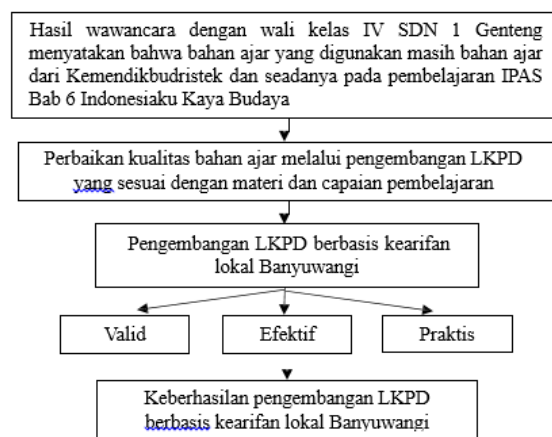 Hasil wawancara dengan wali kelas IV SDN 1 Genteng
menyatakan bahwa bahan ajar yang digunakan masih bahan ajar
dari Kemendikbudristek dan seadanya pada pembelajaran IPAS
Bab 6 Indonesiaku Kaya Budaya
Perbaikan kualitas bahan ajar melalui pengembangan LKPD
yang sesuai dengan materi dan capaian pembelajaran
Pengembangan LKPD berbasis kearifan
lokal Banyuwangi
Valid
Efektif
Praktis
Keberhasilan pengembangan LKPD
berbasis kearifan lokal Banyuwangi